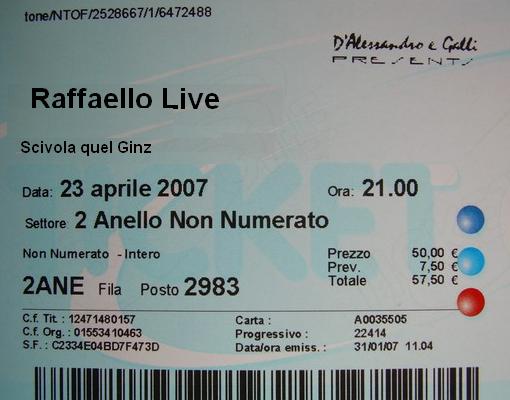 tone/NTOF/2528667/1/6472488
D'Alessandro e Galli
PRESENTS
Raffaello Live
Scivola quel Ginz
Data: 23 aprile 2007 Ora: 21.00
Settore 2 Anello Non Numerato
Non Numerato - Intero
Prezzo 50,00 €
Prev. 7,50 €
Totale 57,50 €
2ANE Fila Posto 2983
C.f. Tit. : 12471480157 Carta : A0035505
C.f. Org. : 01553410463 Progressivo : 22414
S.F. : C2334E04BD7F473D Data/ora emiss. : 31/01/07 11.04
TICKET